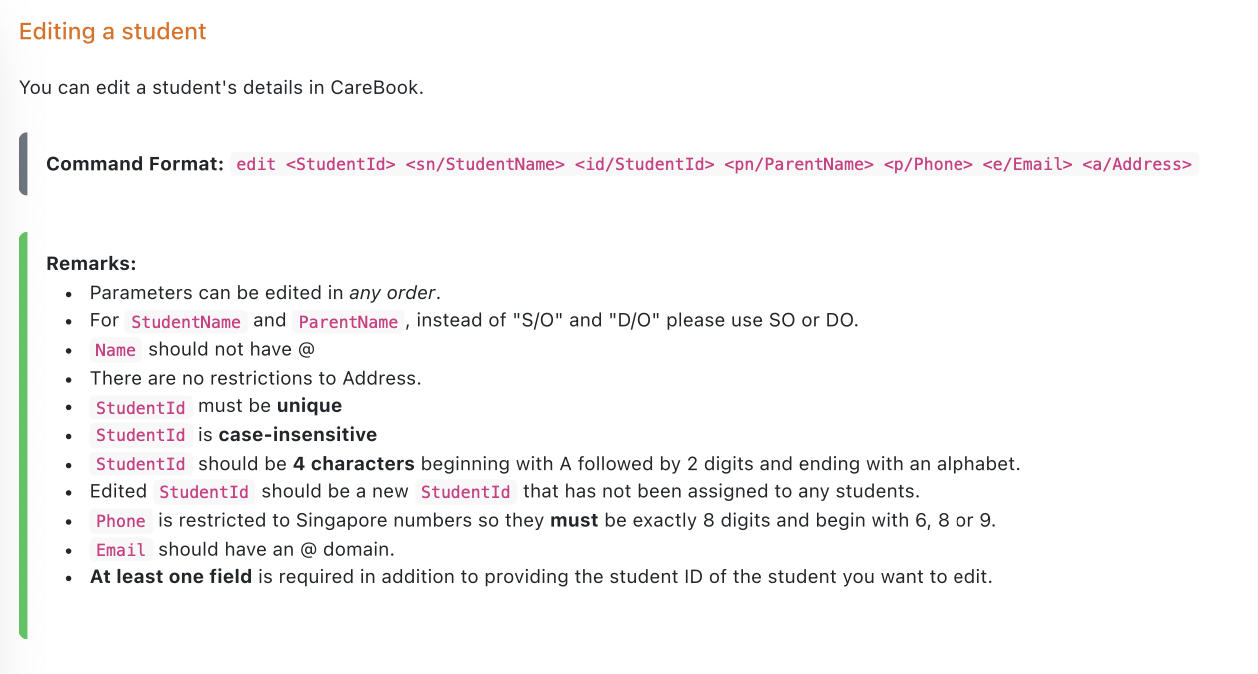 Editing a student
You can edit a student's details in CareBook.
Command Format: edit <StudentId> <sn/StudentName> <id/StudentId> <pn/ParentName> <p/Phone> <e/Email> <a/Address>
Remarks:
• Parameters can be edited in any order.
• For StudentName and ParentName, instead of "S/O" and "D/O" please use SO or DO.
• Name should not have @
• There are no restrictions to Address.
• StudentId must be unique
• StudentId is case-insensitive
• StudentId should be 4 characters beginning with A followed by 2 digits and ending with an alphabet.
• Edited StudentId should be a new StudentId that has not been assigned to any students.
• Phone is restricted to Singapore numbers so they must be exactly 8 digits and begin with 6, 8 or 9.
• Email should have an @ domain.
• At least one field is required in addition to providing the student ID of the student you want to edit.